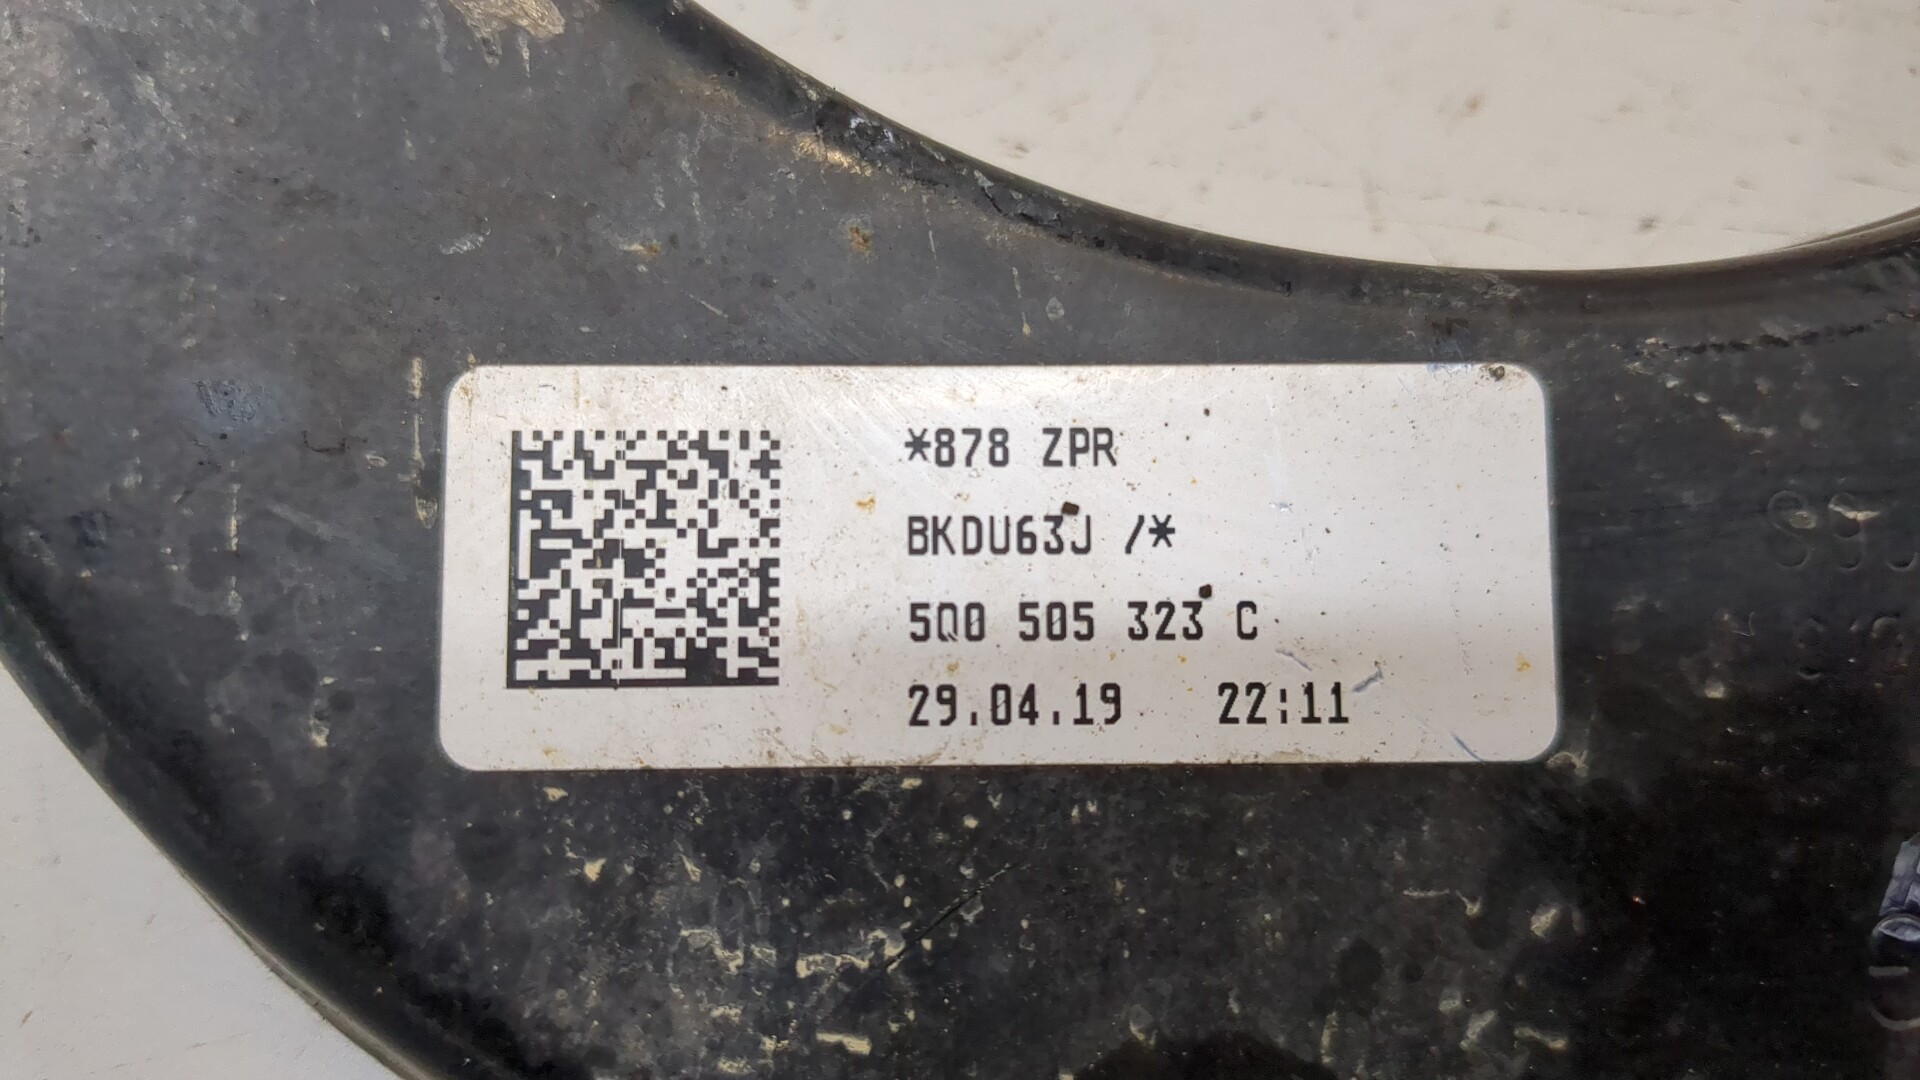 *878 ZPR
BKDU63J /*
5Q0 505 323 C
29.04.19 22:11